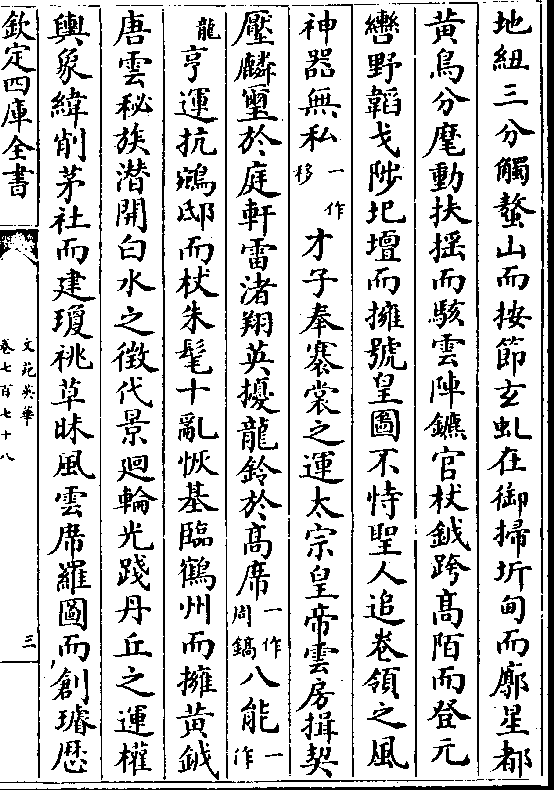 地紐三分觸鼇山而按節玄虬在御掃圻甸而廓星都
黃鳥分麾動扶摇而駭雲陣鑣官杖鉞跨高陌而登元
轡野韜戈陟圯壇而擁號皇圖不恃聖人追卷領之風
神器無私一作移才子奉褰裳之運太宗皇帝雲房揖契
壓麟璽於庭軒雷渚翔英擾龍鈴於高席一作周鎬八能一作
龍亨運抗鵷邸而杖朱髦十亂恢基臨鶴州而擁黃鉞
唐雲秘族潛開白水之徵代景廻輪光踐丹丘之運權
輿象緯削茅社而建瓊祧草昧風雲席羅圖而創璿厯
欽定四庫全書
文苑英華
卷七百七十八
三